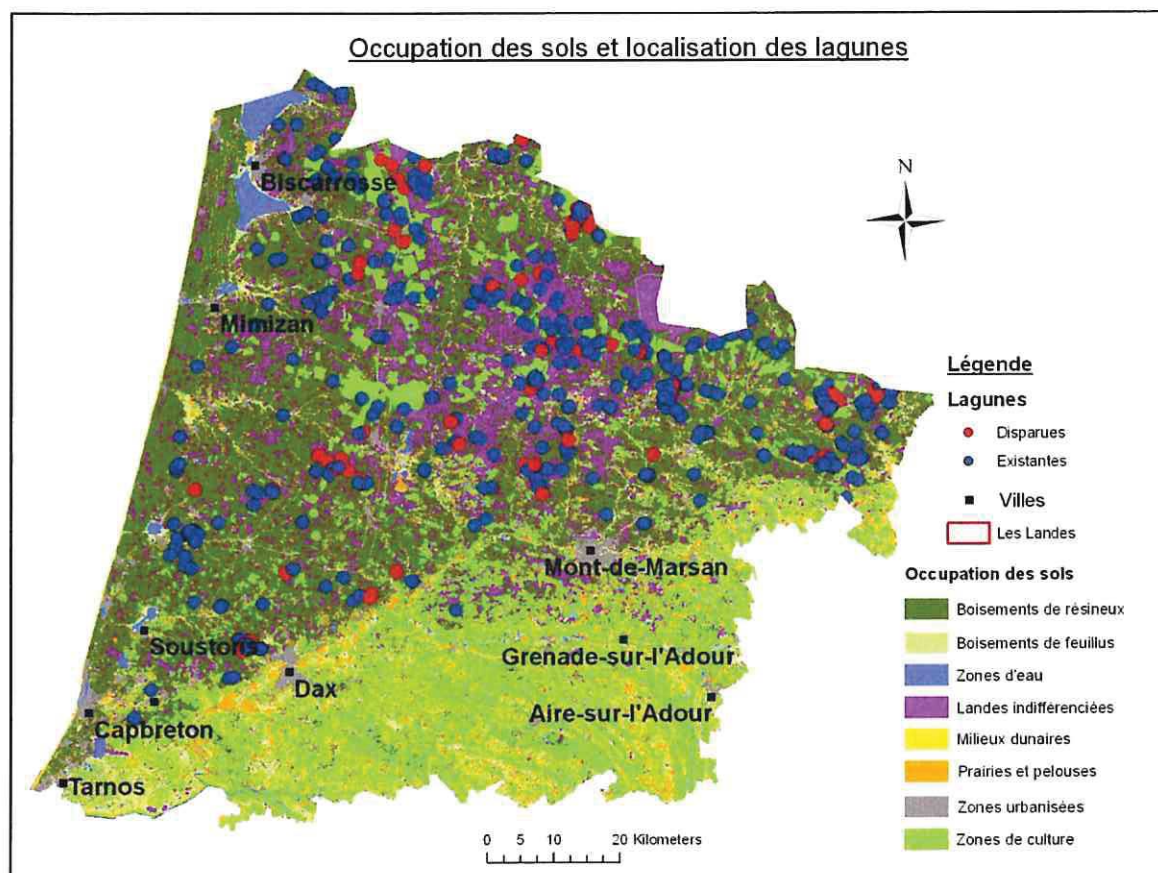 Occupation des sols et localisation des lagunes
N
Biscarrosse
Mimizan
Mont-de-Marsan
Soustons
Grenade-sur-l'Adour
Dax
Aire-sur-l'Adour
Capbreton
Tarnos
Légende
Lagunes
Disparues
Existantes
Villes
Les Landes
Occupation des sols
Boisements de résineux
Boisements de feuillus
Zones d'eau
Landes indifférenciées
Milieux dunaires
Prairies et pelouses
Zones urbanisées
Zones de culture
0 5 10 20 Kilometers